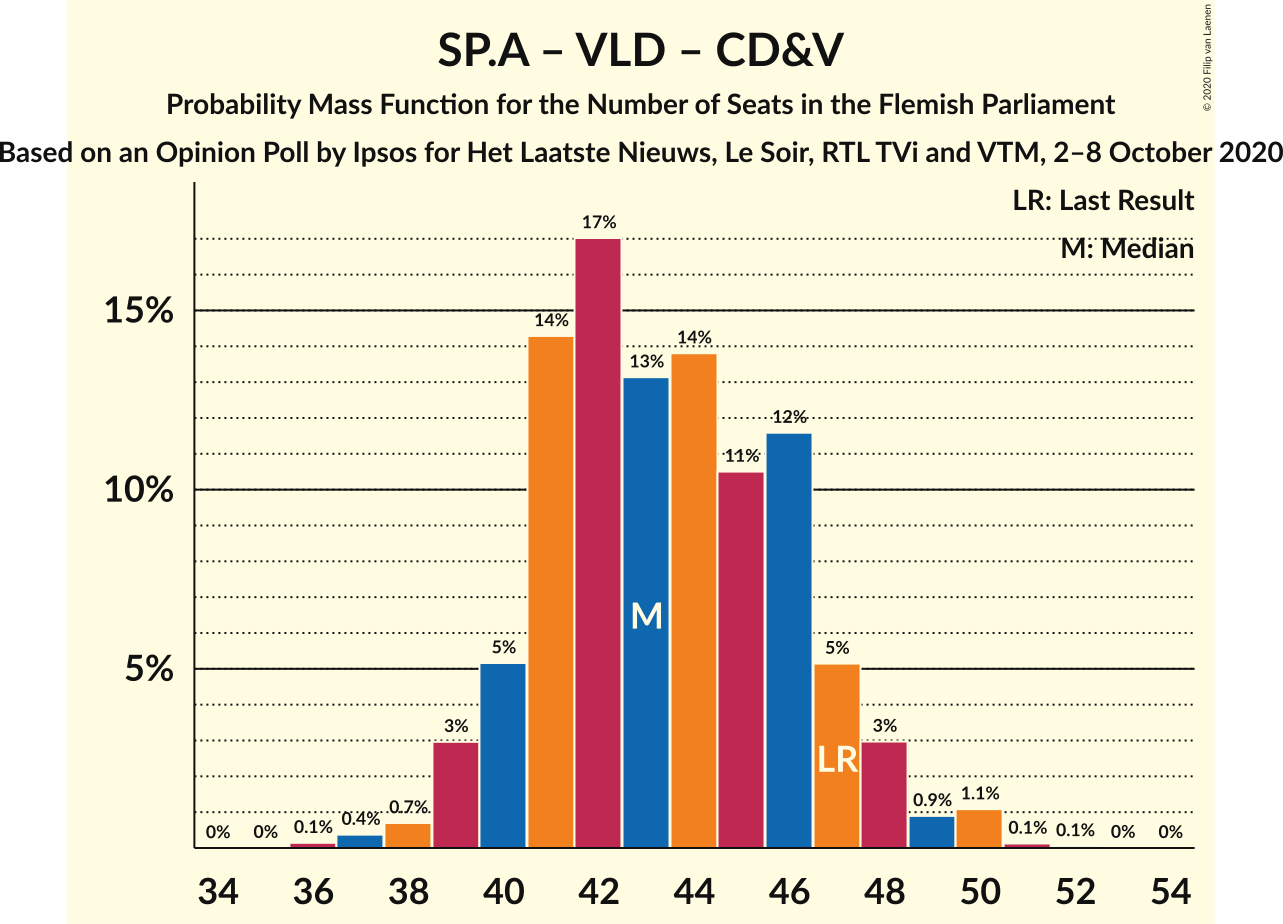 SP.A – VLD – CD&V
Probability Mass Function for the Number of Seats in the Flemish Parliament
Based on an Opinion Poll by Ipsos for Het Laatste Nieuws, Le Soir, RTL TVi and VTM, 2–8 October 2020
© 2020 Filip van Laenen
LR: Last Result
M: Median
15%
10%
5%
0%
0%
0.1%
0.4%
0.7%
3%
5%
14%
17%
13%
14%
11%
12%
5%
3%
0.9%
1.1%
0.1%
0.1%
0%
0%
M
LR
34 36 38 40 42 44 46 48 50 52 54